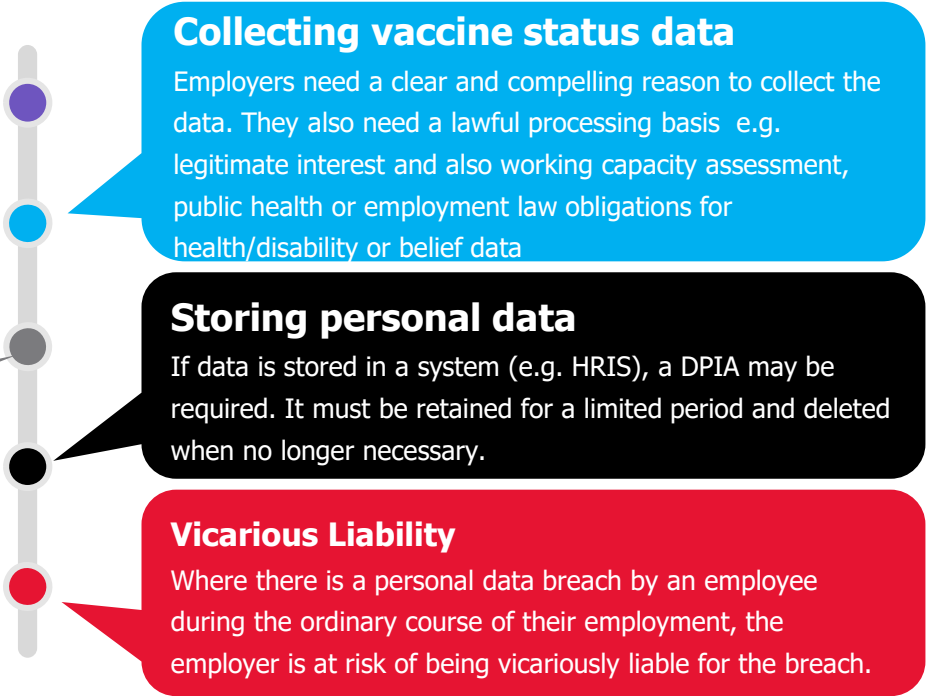 Collecting vaccine status data
Employers need a clear and compelling reason to collect the
data. They also need a lawful processing basis  e.g.
legitimate interest and also working capacity assessment,
public health or employment law obligations for
health/disability or belief data
Storing personal data
If data is stored in a system (e.g. HRIS), a DPIA may be
required. It must be retained for a limited period and deleted
when no longer necessary.
Vicarious Liability
Where there is a personal data breach by an employee
during the ordinary course of their employment, the
employer is at risk of being vicariously liable for the breach.